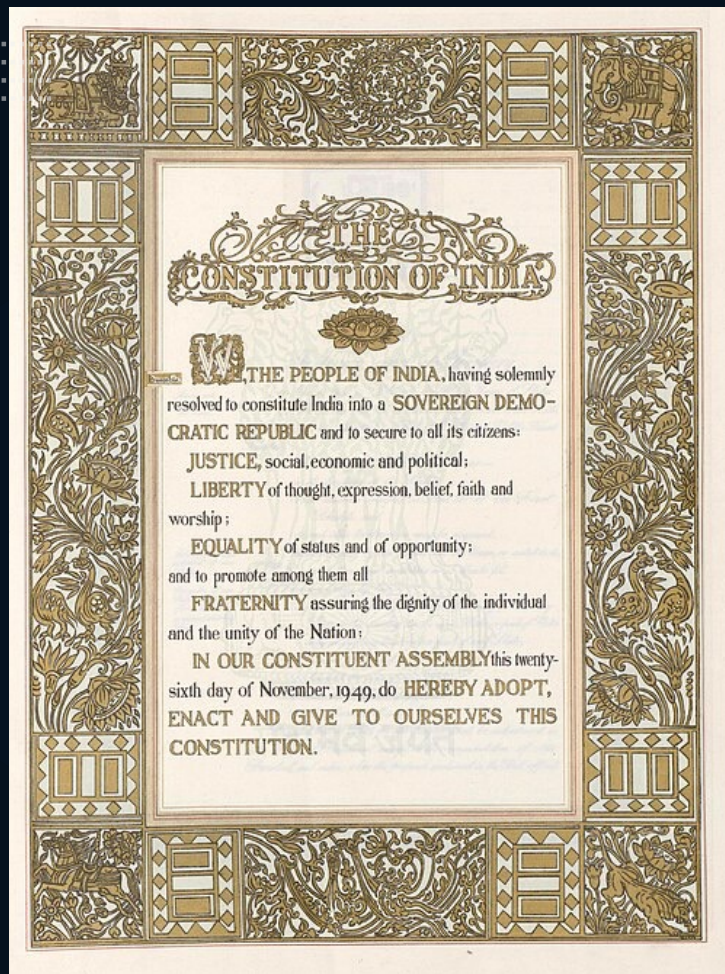 THE
CONSTITUTION OF INDIA
WE, THE PEOPLE OF INDIA, having solemnly
resolved to constitute India into a SOVEREIGN DEMO-
CRATIC REPUBLIC and to secure to all its citizens:
JUSTICE, social, economic and political;
LIBERTY of thought, expression, belief, faith and
worship;
EQUALITY of status and of opportunity;
and to promote among them all
FRATERNITY assuring the dignity of the individual
and the unity of the Nation;
IN OUR CONSTITUENT ASSEMBLY this twenty-
sixth day of November, 1949, do HEREBY ADOPT,
ENACT AND GIVE TO OURSELVES THIS
CONSTITUTION.